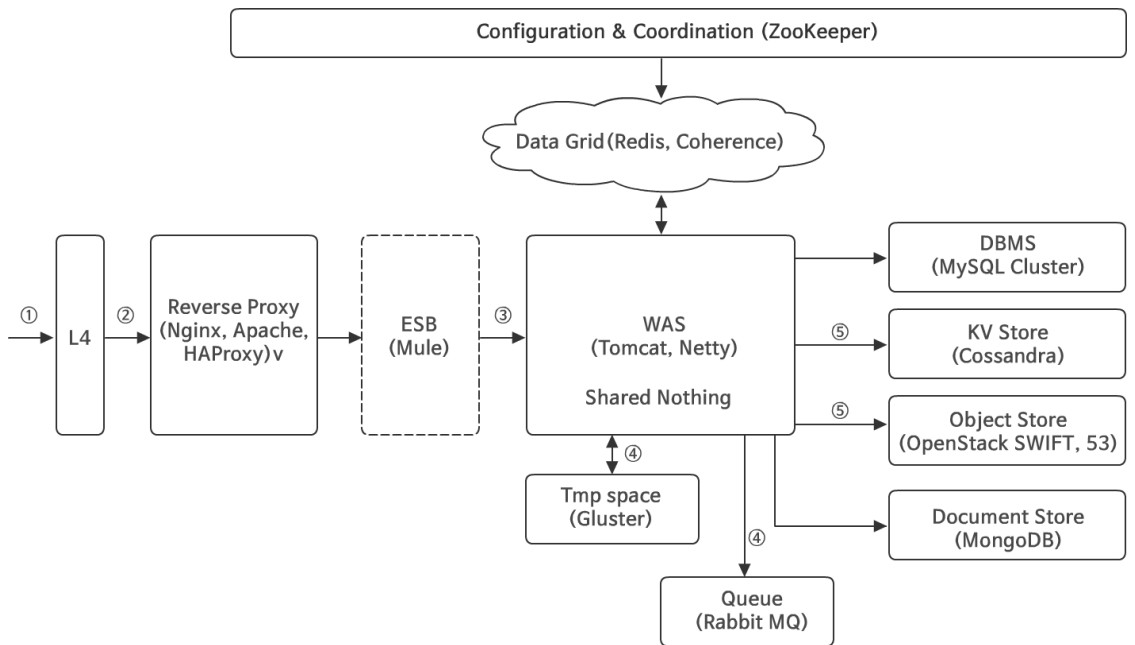 Configuration & Coordination (ZooKeeper)
Data Grid(Redis, Coherence)
①
L4
②
Reverse Proxy
(Nginx, Apache,
HAProxy)v
ESB
(Mule)
③
WAS
(Tomcat, Netty)
Shared Nothing
DBMS
(MySQL Cluster)
⑤
KV Store
(Cossandra)
⑤
Object Store
(OpenStack SWIFT, 53)
④
Tmp space
(Gluster)
Document Store
(MongoDB)
④
Queue
(Rabbit MQ)